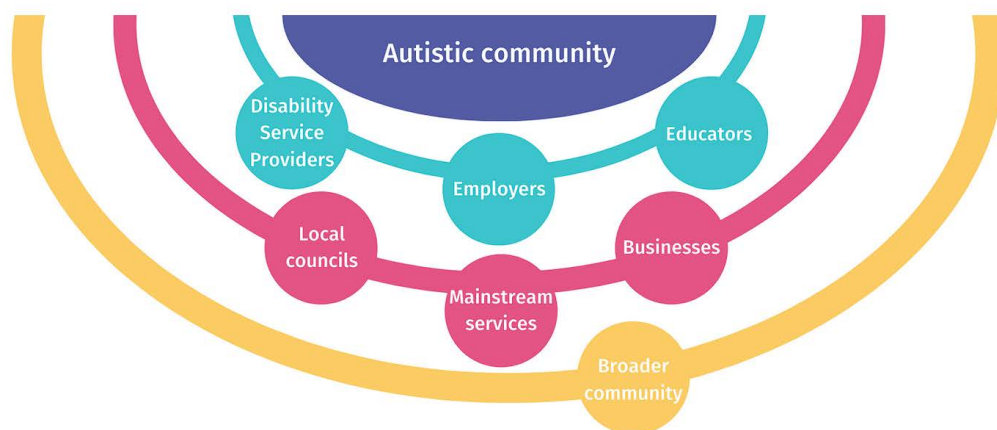 Autistic community
Disability
Service
Providers
Employers
Educators
Local
councils
Mainstream
services
Businesses
Broader
community